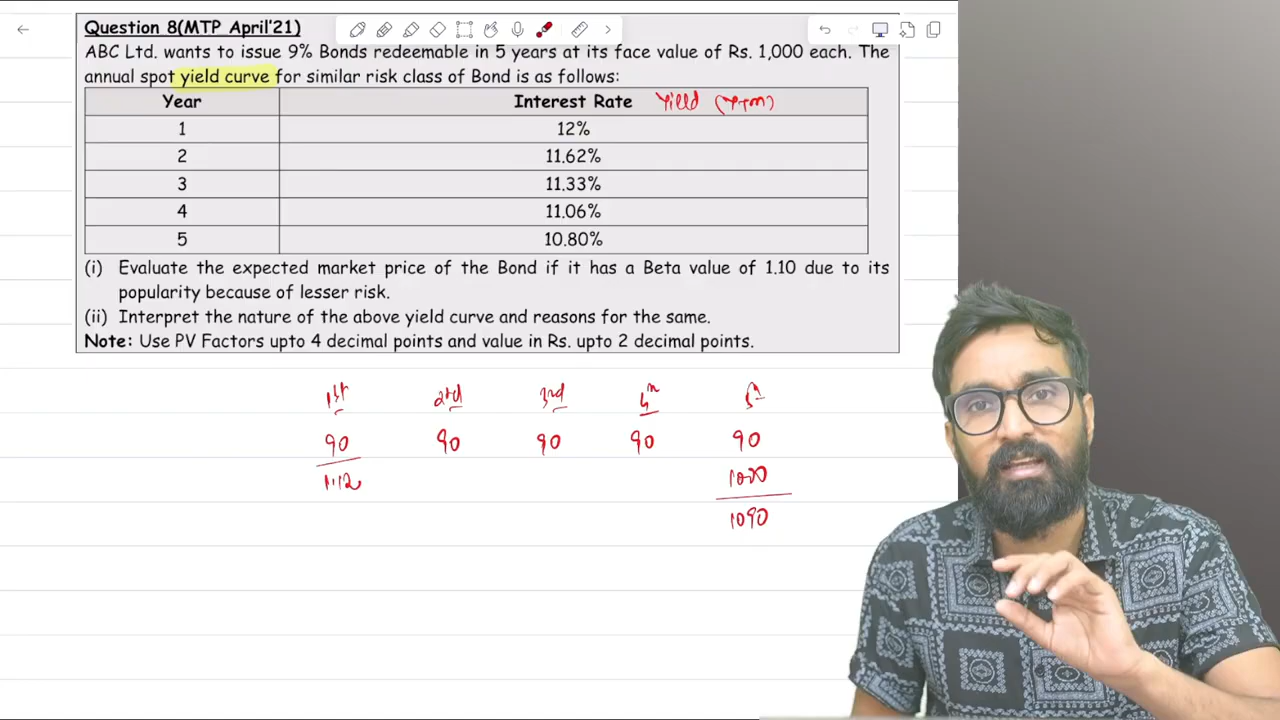 Question 8(MTP April'21)
ABC Ltd. wants to issue 9% Bonds redeemable in 5 years at its face value of Rs. 1,000 each. The
annual spot yield curve for similar risk class of Bond is as follows:
Year Interest Rate Yield (YTM)
1 12%
2 11.62%
3 11.33%
4 11.06%
5 10.80%
(i) Evaluate the expected market price of the Bond if it has a Beta value of 1.10 due to its
popularity because of lesser risk.
(ii) Interpret the nature of the above yield curve and reasons for the same.
Note: Use PV Factors upto 4 decimal points and value in Rs. upto 2 decimal points.
1st 2nd 3rd
90 90 90 90 90
1.12 1000
1090